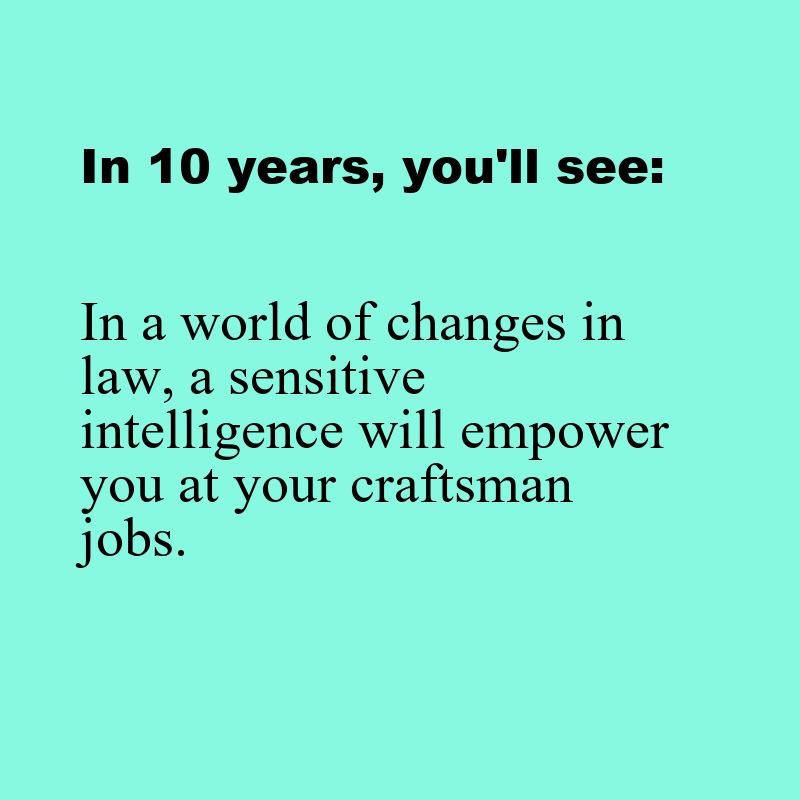 In 10 years, you'll see:
In a world of changes in
law, a sensitive
intelligence will empower
you at your craftsman
jobs.